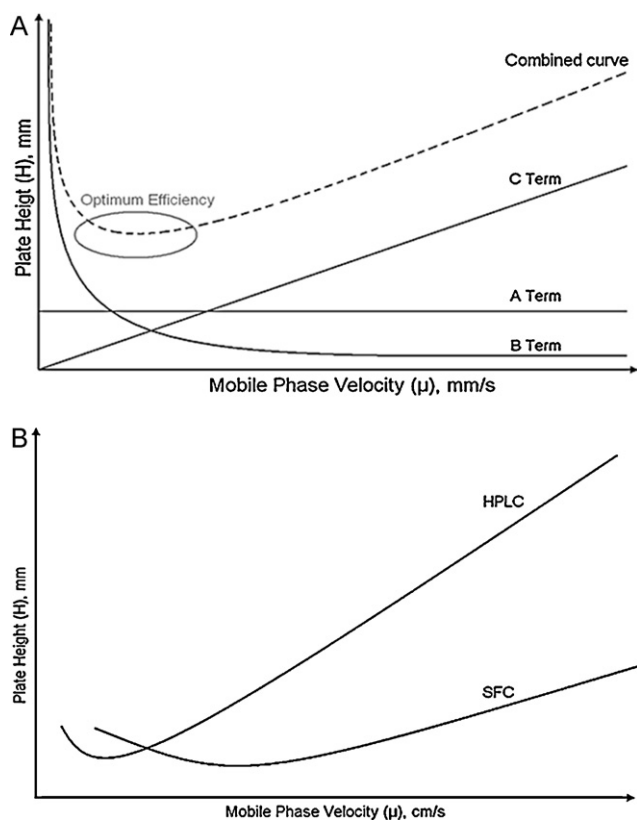 A
Combined curve
C Term
Optimum Efficiency
A Term
B Term
Plate Heigt (H), mm
Mobile Phase Velocity (μ), mm/s
B
HPLC
SFC
Plate Height (H), mm
Mobile Phase Velocity (μ), cm/s